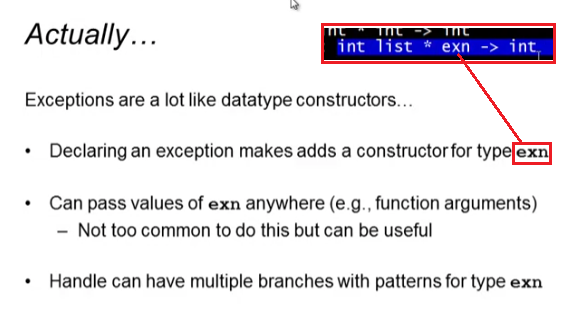 Actually…
int * int -> int
int list * exn -> int
Exceptions are a lot like datatype constructors…
• Declaring an exception makes adds a constructor for type exn
• Can pass values of exn anywhere (e.g., function arguments)
– Not too common to do this but can be useful
• Handle can have multiple branches with patterns for type exn